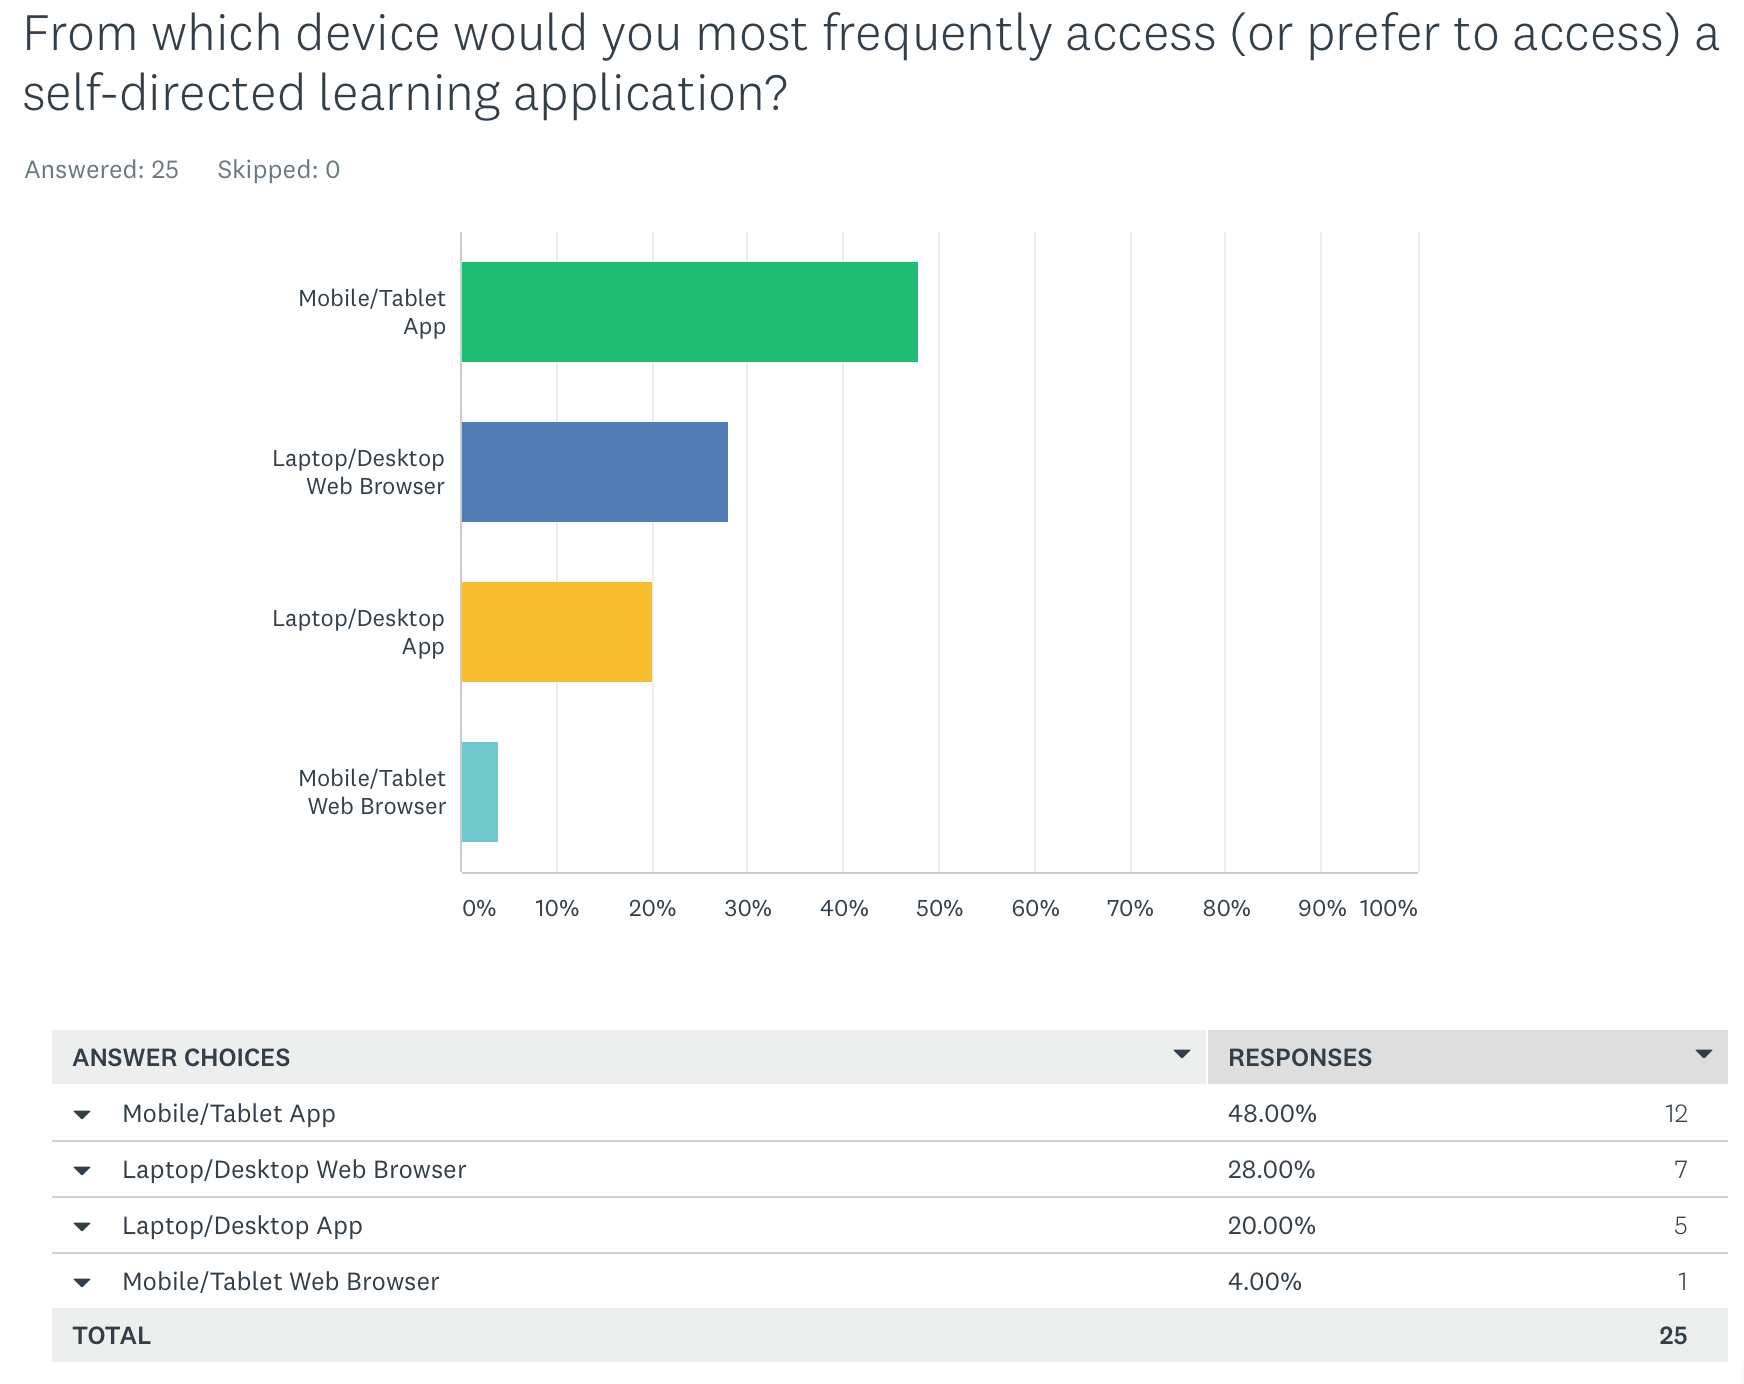 From which device would you most frequently access (or prefer to access) a
self-directed learning application?
Answered: 25 Skipped: 0
Mobile/Tablet
App
Laptop/Desktop
Web Browser
Laptop/Desktop
App
Mobile/Tablet
Web Browser
0% 10% 20% 30% 40% 50% 60% 70% 80% 90% 100%
ANSWER CHOICES RESPONSES
Mobile/Tablet App 48.00% 12
Laptop/Desktop Web Browser 28.00% 7
Laptop/Desktop App 20.00% 5
Mobile/Tablet Web Browser 4.00% 1
TOTAL 25